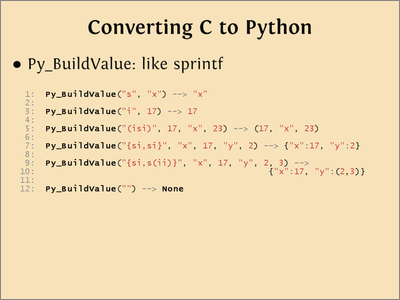 Converting C to Python
● Py_BuildValue: like sprintf
1: Py_BuildValue("s", "x") --> "x"
2:
3: Py_BuildValue("i", 17) --> 17
4:
5: Py_BuildValue("(isi)", 17, "x", 23) --> (17, "x", 23)
6:
7: Py_BuildValue("{si,si}", "x", 17, "y", 2) --> {"x":17, "y":2}
8:
9: Py_BuildValue("{si,s(ii)}", "x", 17, "y", 2, 3) -->
10: {"x":17, "y":(2,3)}
11:
12: Py_BuildValue("") --> None